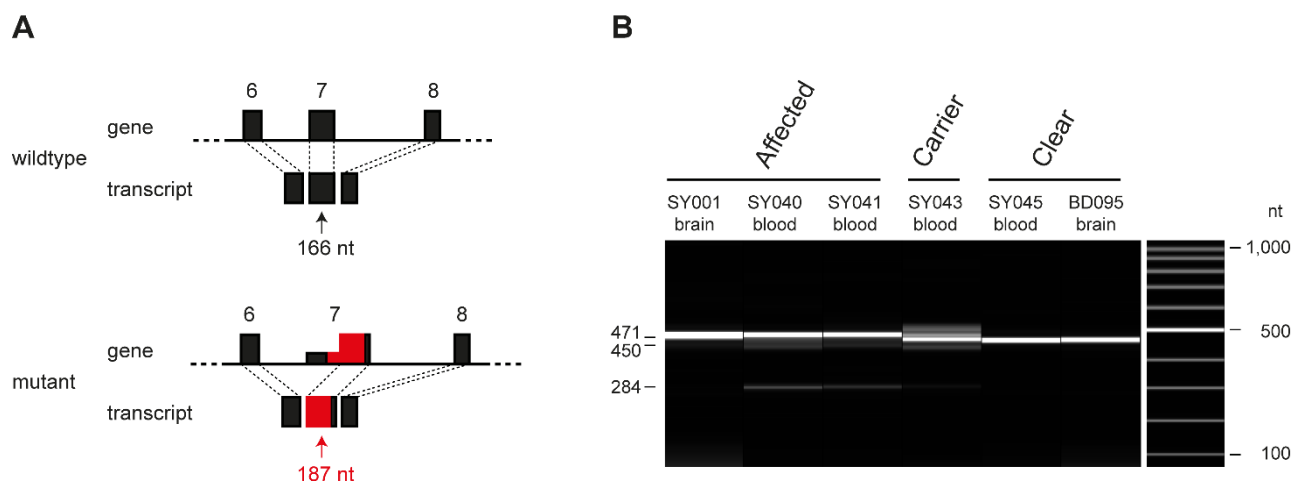 A
6 7 8
gene
wildtype
transcript
166 nt
6 7 8
gene
mutant
transcript
187 nt
B
Affected
Carrier
Clear
SY001 SY040 SY041 SY043 SY045 BD095
brain blood blood blood blood brain
nt
1,000
471
450
500
284
100